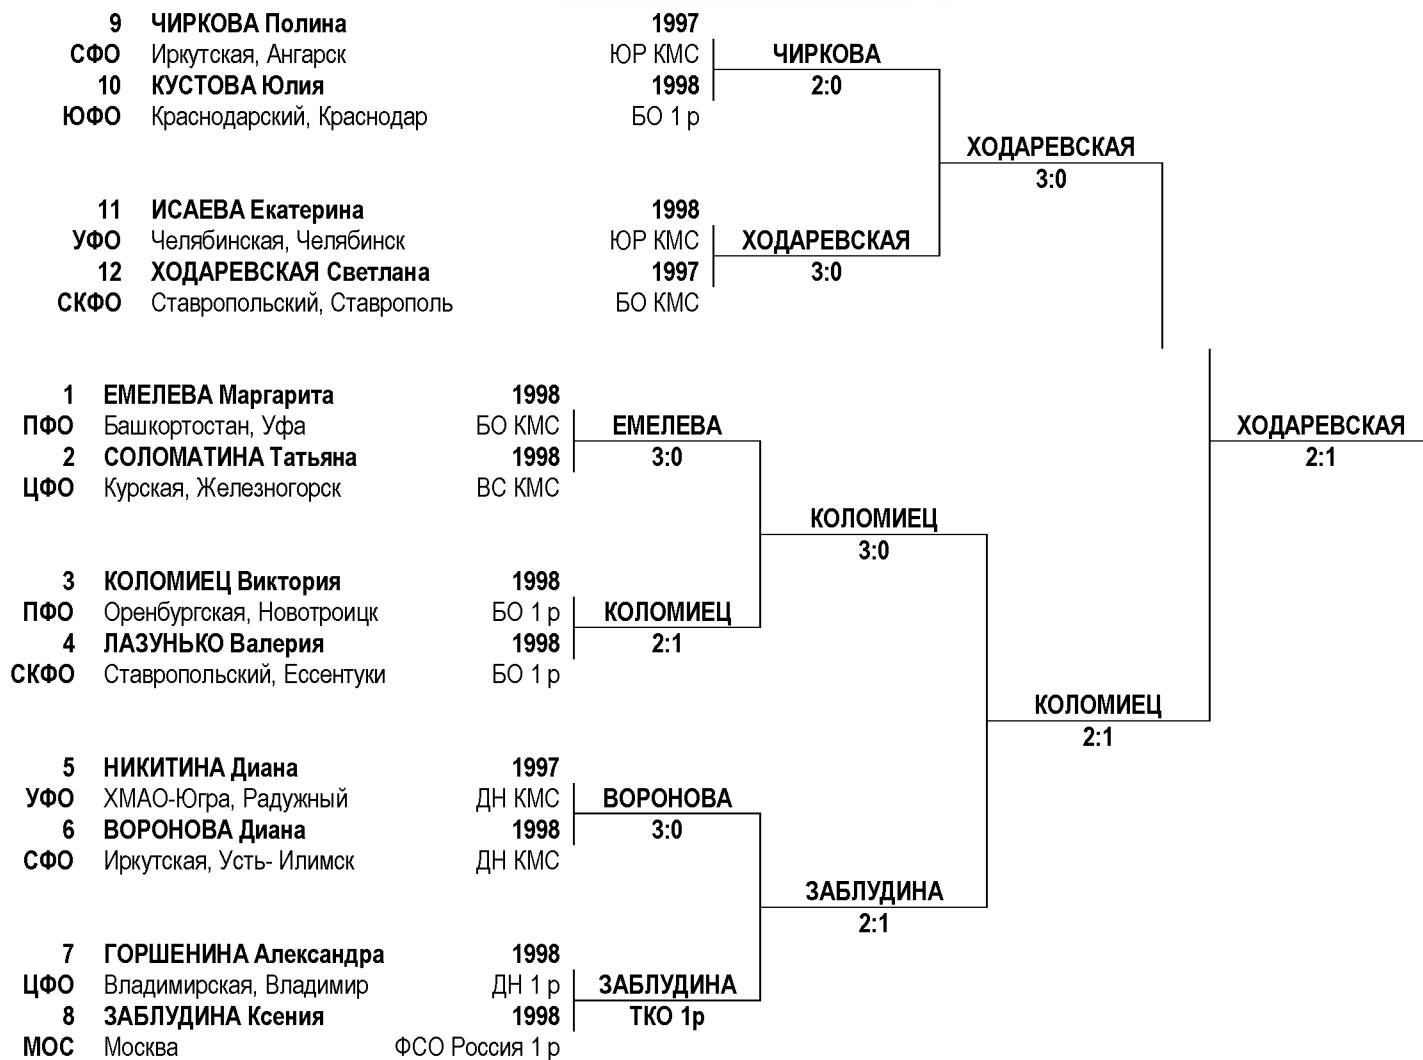 9 ЧИРКОВА Полина 1997
СФО Иркутская, Ангарск ЮР КМС ЧИРКОВА
10 КУСТОВА Юлия 1998 2:0
ЮФО Краснодарский, Краснодар БО 1 р
ХОДАРЕВСКАЯ
3:0
11 ИСАЕВА Екатерина 1998
УФО Челябинская, Челябинск ЮР КМС ХОДАРЕВСКАЯ
12 ХОДАРЕВСКАЯ Светлана 1997 3:0
СКФО Ставропольский, Ставрополь БО КМС
1 ЕМЕЛЕВА Маргарита 1998
ПФО Башкортостан, Уфа БО КМС ЕМЕЛЕВА ХОДАРЕВСКАЯ
2 СОЛОМАТИНА Татьяна 1998 3:0 2:1
ЦФО Курская, Железногорск ВС КМС
КОЛОМИЕЦ
3:0
3 КОЛОМИЕЦ Виктория 1998
ПФО Оренбургская, Новотроицк БО 1 р КОЛОМИЕЦ
4 ЛАЗУНЬКО Валерия 1998 2:1
СКФО Ставропольский, Ессентуки БО 1 р
КОЛОМИЕЦ
2:1
5 НИКИТИНА Диана 1997
УФО ХМАО-Югра, Радужный ДН КМС ВОРОНОВА
6 ВОРОНОВА Диана 1998 3:0
СФО Иркутская, Усть- Илимск ДН КМС
ЗАБЛУДИНА
2:1
7 ГОРШЕНИНА Александра 1998
ЦФО Владимирская, Владимир ДН 1 р ЗАБЛУДИНА
8 ЗАБЛУДИНА Ксения 1998 ТКО 1р
МОС Москва ФСО Россия 1 р